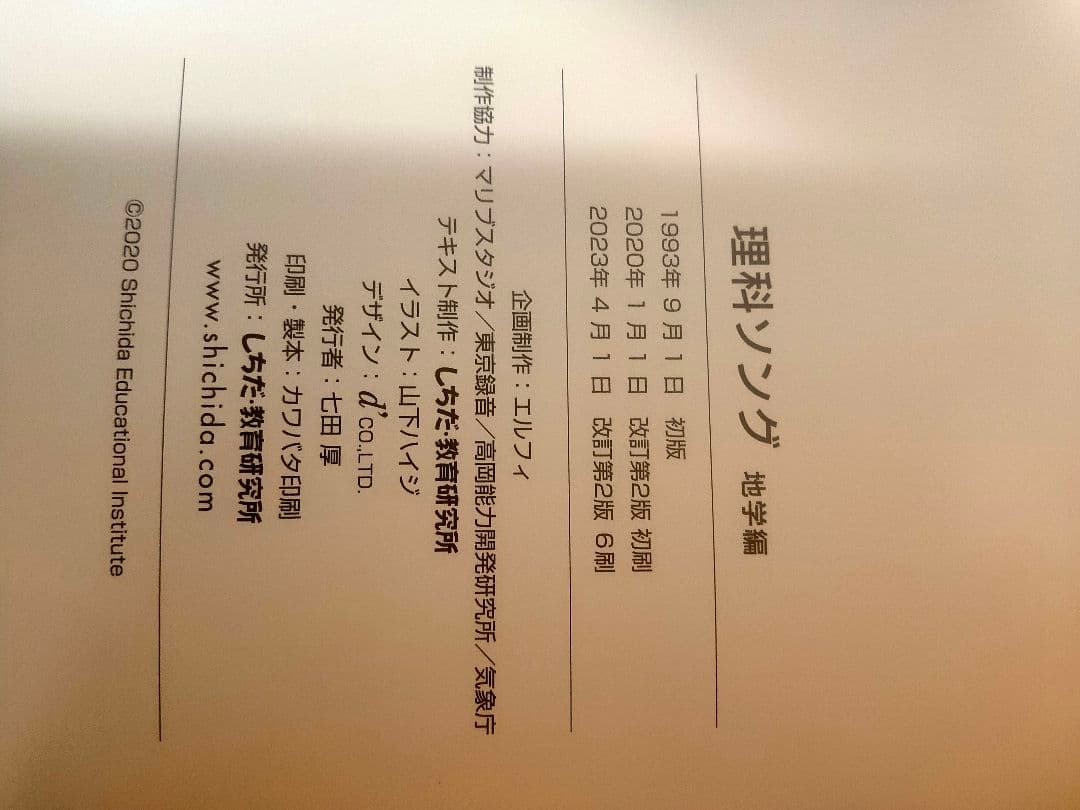 理科ソング 地学編
1993年 9 月 1 日 初版
2020年 1 月 1 日 改訂第2版 初刷
2023年 4 月 1 日 改訂第2版 6刷
企画制作：エルフィ
制作協力：マリブスタジオ／東京録音／高岡能力開発研究所／気象庁
テキスト制作：しちだ・教育研究所
イラスト：山下ハイジ
デザイン：d' CO.,LTD.
発行者：七田 厚
印刷・製本：カワバタ印刷
発行所：しちだ・教育研究所
www.shichida.com
©2020 Shichida Educational Institute